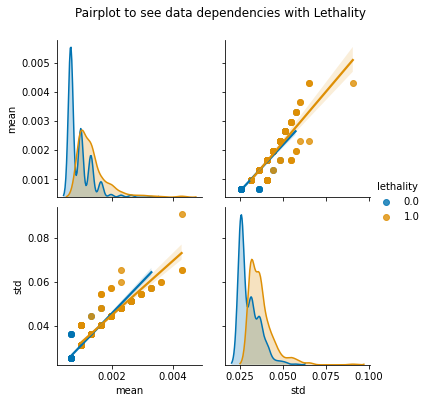 Pairplot to see data dependencies with Lethality
0.005
0.004
0.003
0.002
0.001
mean
lethality
0.0
1.0
0.08
0.06
0.04
std
0.002 0.004
mean
0.025 0.050 0.075 0.100
std